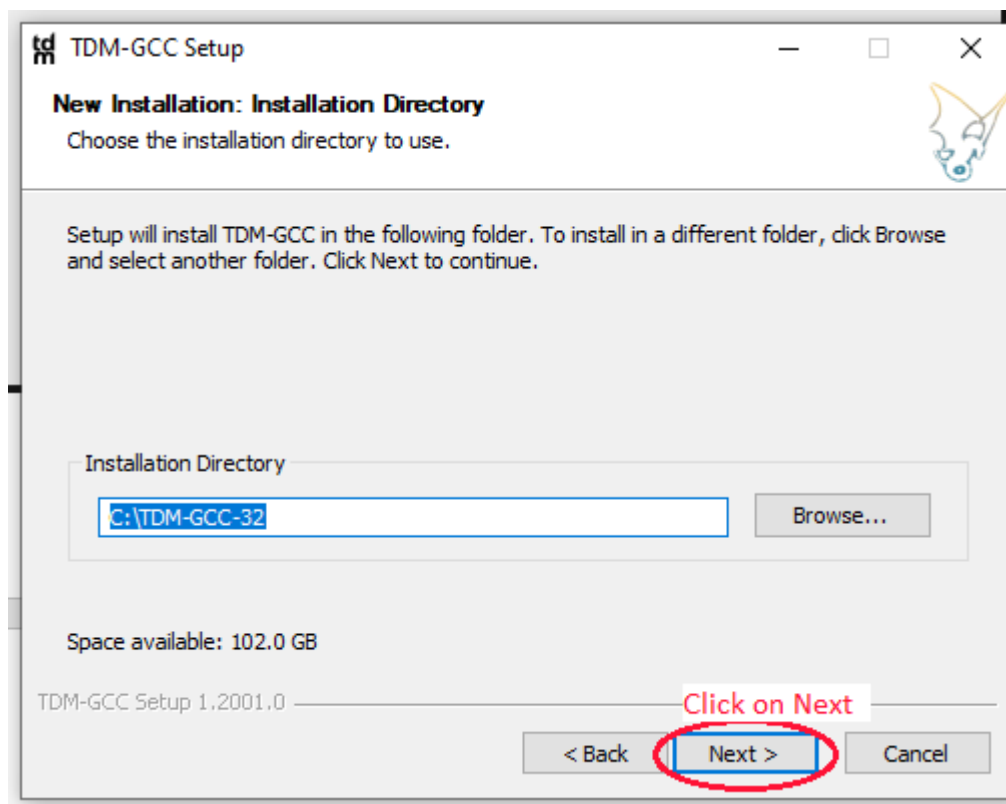 tdm TDM-GCC Setup
New Installation: Installation Directory
Choose the installation directory to use.
Setup will install TDM-GCC in the following folder. To install in a different folder, click Browse
and select another folder. Click Next to continue.
Installation Directory
C:\TDM-GCC-32
Browse...
Space available: 102.0 GB
TDM-GCC Setup 1.2001.0
Click on Next
< Back
Next >
Cancel